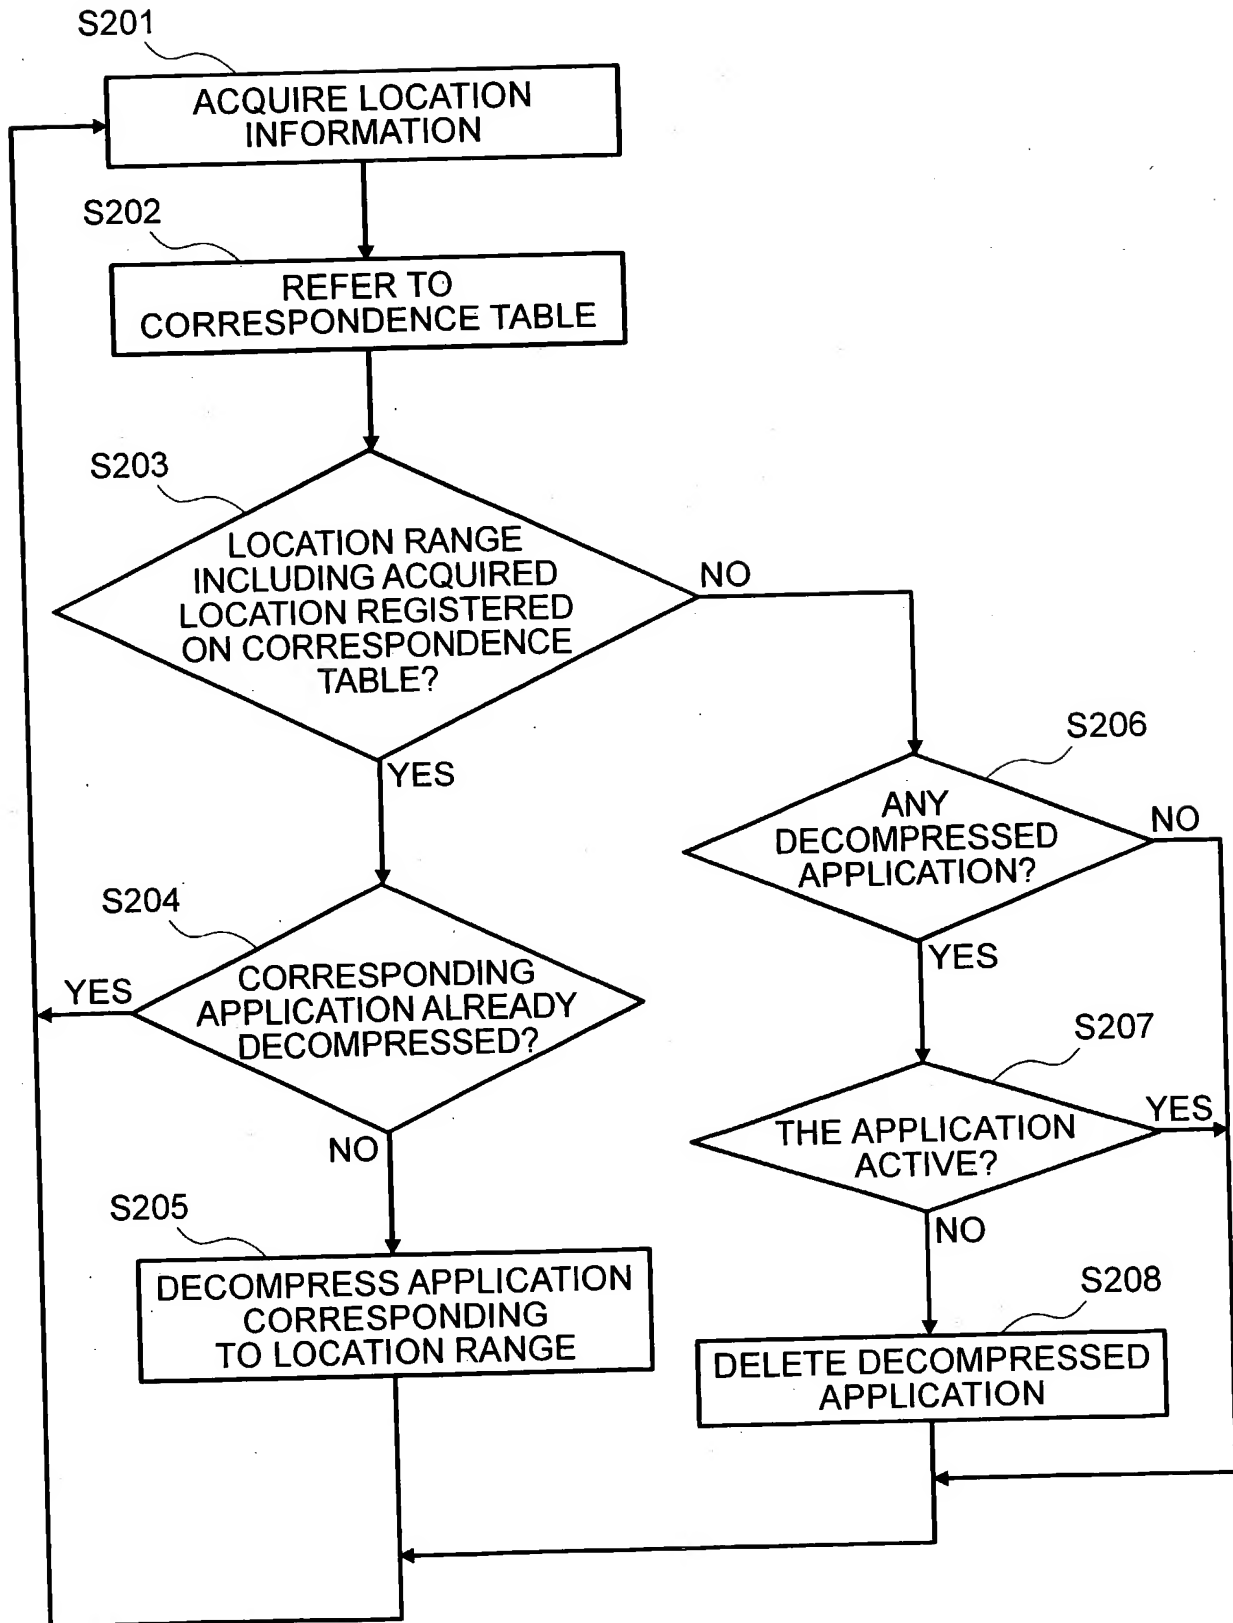 S201
ACQUIRE LOCATION
INFORMATION
S202
REFER TO
CORRESPONDENCE TABLE
S203
LOCATION RANGE
INCLUDING ACQUIRED
LOCATION REGISTERED
ON CORRESPONDENCE
TABLE?
NO
YES
S204
CORRESPONDING
APPLICATION ALREADY
DECOMPRESSED?
YES
NO
S205
DECOMPRESS APPLICATION
CORRESPONDING
TO LOCATION RANGE
S206
ANY
DECOMPRESSED
APPLICATION?
NO
YES
S207
THE APPLICATION
ACTIVE?
YES
NO
S208
DELETE DECOMPRESSED
APPLICATION